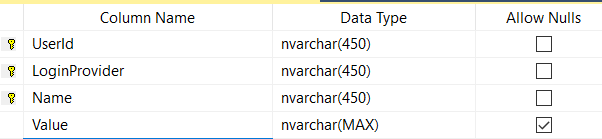 Column Name Data Type Allow Nulls
UserId nvarchar(450)
LoginProvider nvarchar(450)
Name nvarchar(450)
Value nvarchar(MAX)